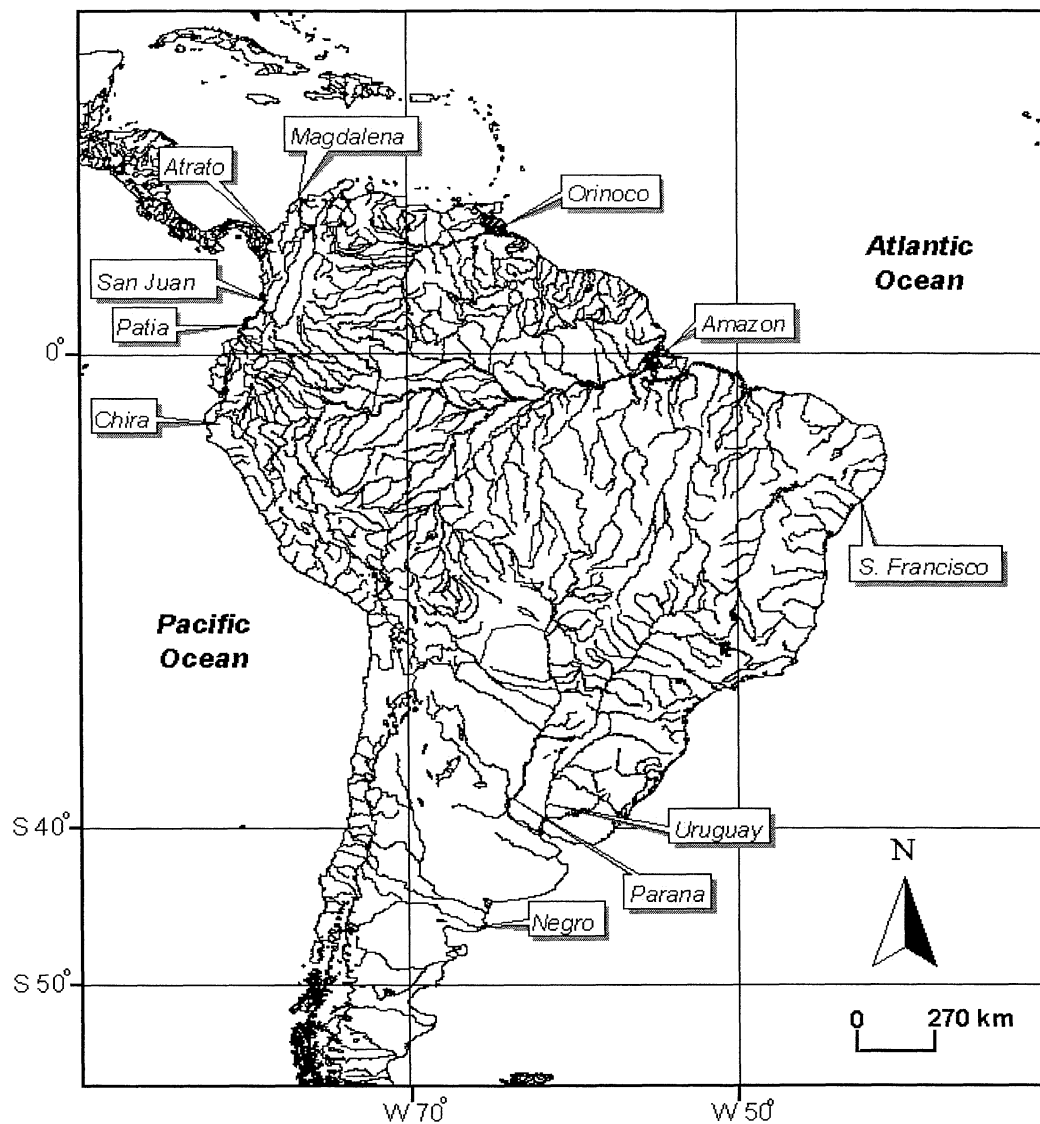 Magdalena
Atrato
Orinoco
Atlantic
Ocean
San Juan
Patia
Amazon
0°
Chira
S. Francisco
Pacific
Ocean
S 40°
Uruguay
N
Parana
Negro
S 50°
0 270 km
W 70° W 50°